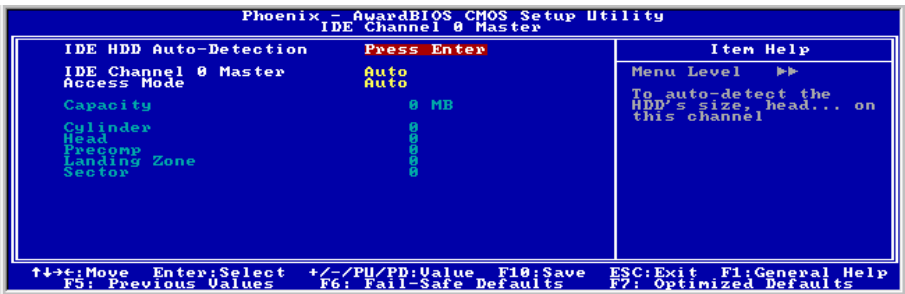 Phoenix - AwardBIOS CMOS Setup Utility
IDE Channel 0 Master
IDE HDD Auto-Detection Press Enter
IDE Channel 0 Master Auto
Access Mode Auto
Capacity 0 MB
Cylinder 0
Head 0
Precomp 0
Landing Zone 0
Sector 0
Item Help
Menu Level ▶▶
To auto-detect the
HDD's size, head... on
this channel
↑↓→←:Move Enter:Select +/-/PU/PD:Value F10:Save ESC:Exit F1:General Help
F5: Previous Values F6: Fail-Safe Defaults F7: Optimized Defaults